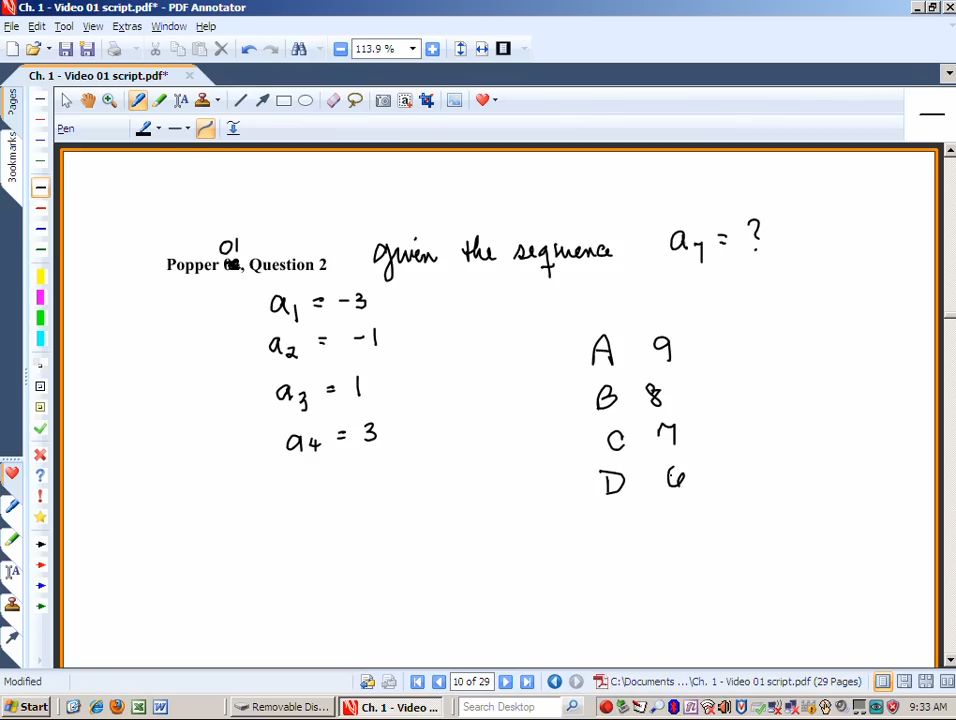 Ch. 1 - Video 01 script.pdf* - PDF Annotator
File Edit Tool View Extras Window Help
113.9 %
Ch. 1 - Video 01 script.pdf*
Pages
Bookmarks
Pen
01
Popper , Question 2
given the sequence a7 = ?
a1 = -3
a2 = -1
a3 = 1
a4 = 3
A 9
B 8
C 7
D 6
Modified
10 of 29
C:\Documents ...\Ch. 1 - Video 01 script.pdf (29 Pages)
Start
Removable Dis...
Ch. 1 - Video ...
Search Desktop
9:33 AM